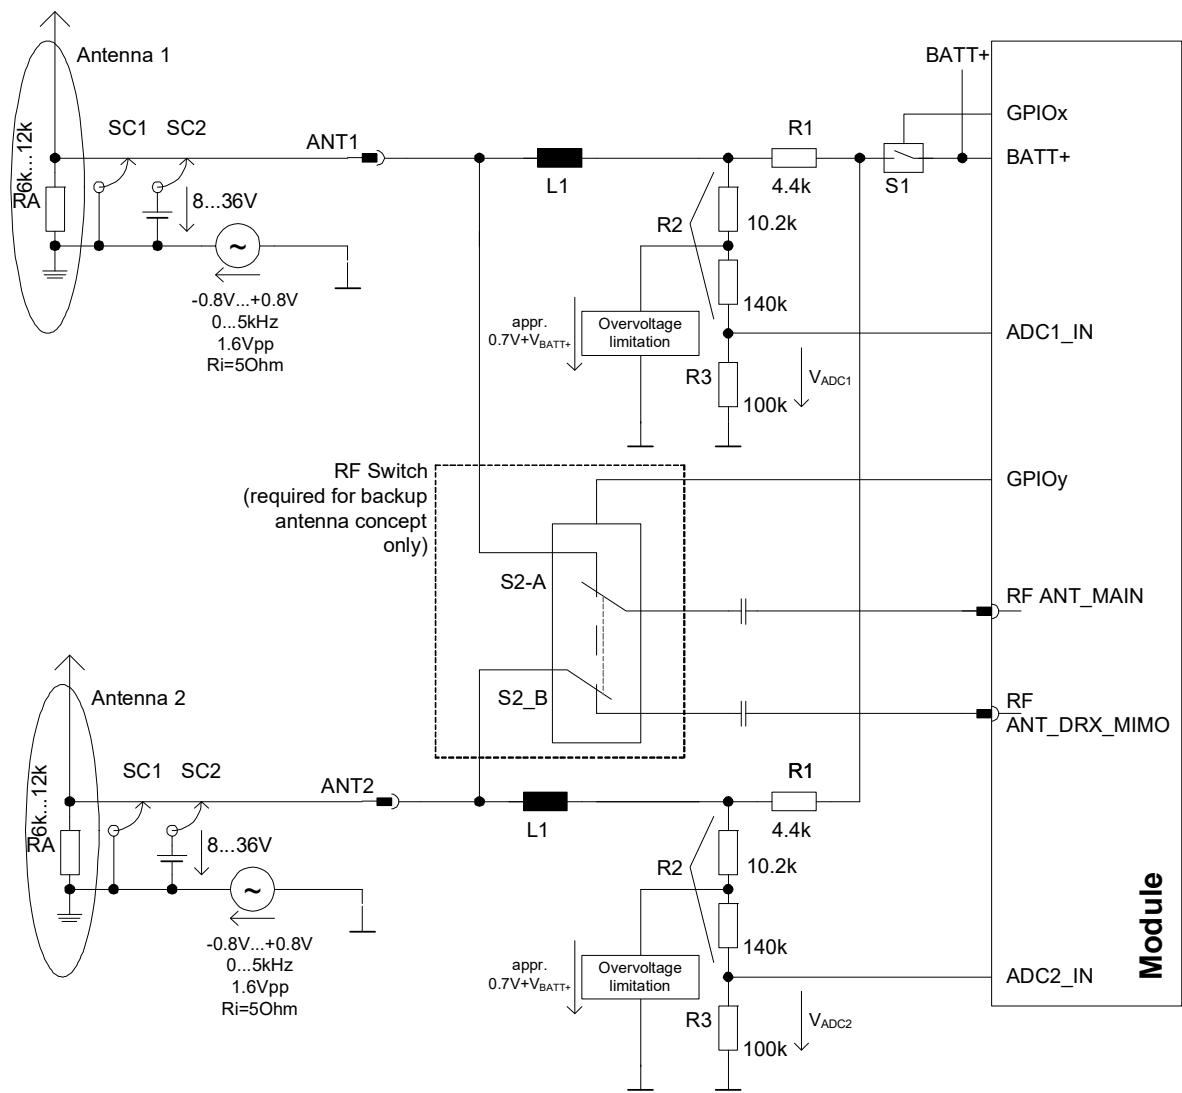 Antenna 1
BATT+
SC1
SC2
ANT1
R1
GPIOx
BATT+
6k...12k
RA
8...36V
L1
4.4k
S1
R2
10.2k
~
-0.8V...+0.8V
0...5kHz
1.6Vpp
Ri=5Ohm
140k
appr.
0.7V+VBATT+
Overvoltage
limitation
ADC1_IN
R3
VADC1
100k
RF Switch
(required for backup
antenna concept
only)
GPIOy
S2-A
RF ANT_MAIN
S2_B
RF
ANT_DRX_MIMO
Antenna 2
SC1
SC2
ANT2
R1
6k...12k
RA
8...36V
L1
4.4k
R2
10.2k
~
-0.8V...+0.8V
0...5kHz
1.6Vpp
Ri=5Ohm
140k
appr.
0.7V+VBATT+
Overvoltage
limitation
ADC2_IN
R3
VADC2
100k
Module